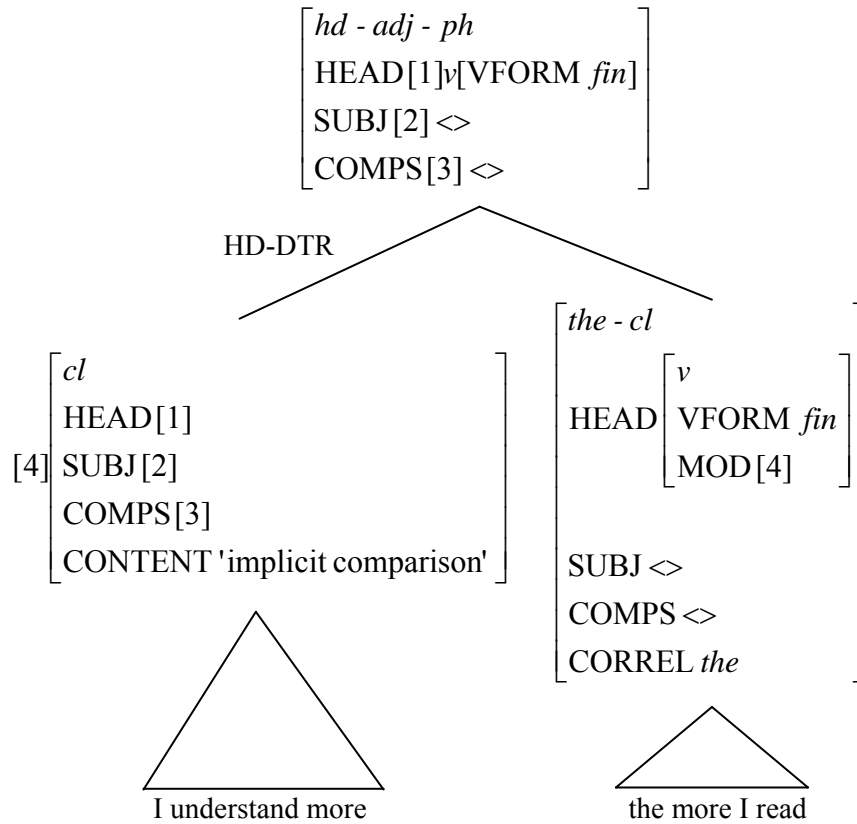 hd - adj - ph
HEAD[1]v[VFORM fin]
SUBJ[2] <>
COMPS[3] <>
HD-DTR
cl
HEAD[1]
[4] SUBJ[2]
COMPS[3]
CONTENT 'implicit comparison'
the - cl
v
HEAD VFORM fin
MOD[4]
SUBJ <>
COMPS <>
CORREL the
I understand more
the more I read